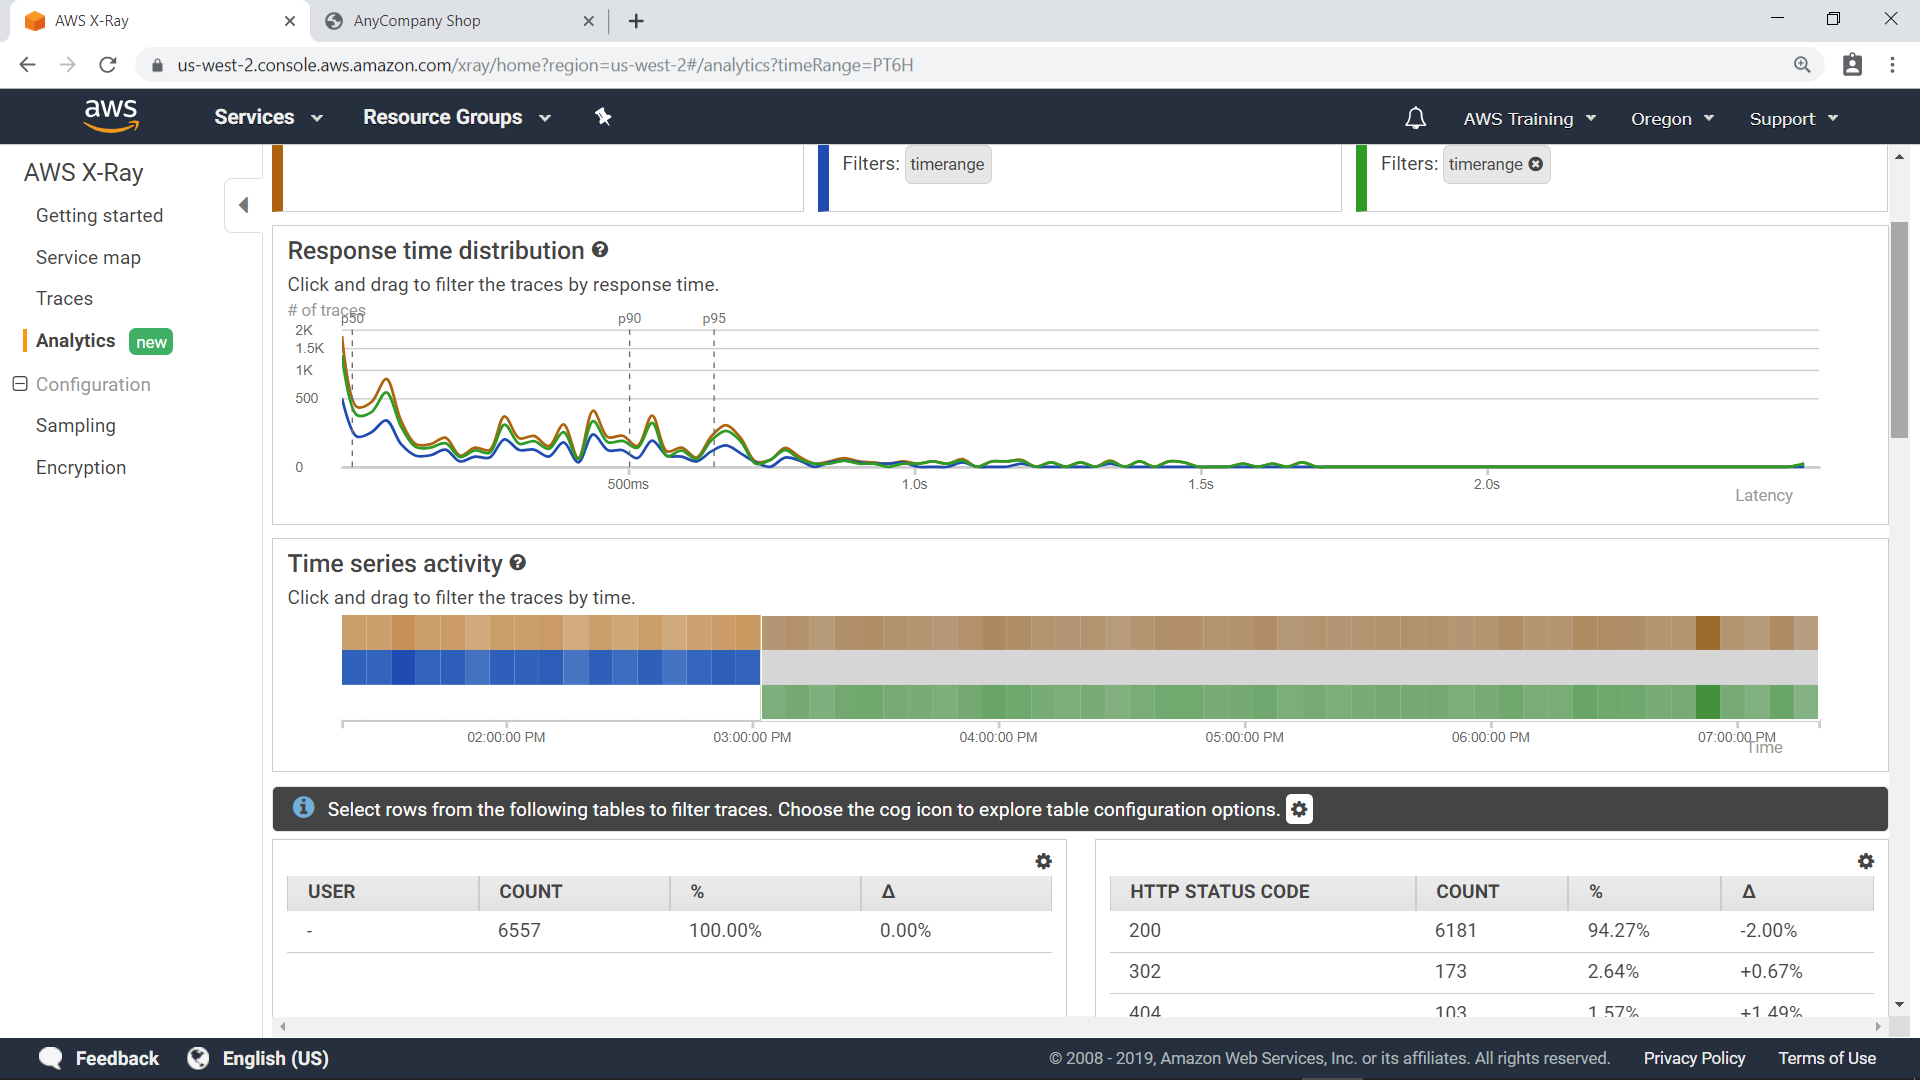 AWS X-Ray
AnyCompany Shop
us-west-2.console.aws.amazon.com/xray/home?region=us-west-2#/analytics?timeRange=PT6H
aws
Services
Resource Groups
AWS Training
Oregon
Support
AWS X-Ray
Getting started
Service map
Traces
Analytics
new
Configuration
Sampling
Encryption
Filters: timerange
Filters: timerange
Response time distribution
Click and drag to filter the traces by response time.
# of traces
p50
p90
p95
2K
1.5K
1K
500
0
500ms
1.0s
1.5s
2.0s
Latency
Time series activity
Click and drag to filter the traces by time.
02:00:00 PM
03:00:00 PM
04:00:00 PM
05:00:00 PM
06:00:00 PM
07:00:00 PM
Time
Select rows from the following tables to filter traces. Choose the cog icon to explore table configuration options.
USER COUNT % Δ
- 6557 100.00% 0.00%
HTTP STATUS CODE COUNT % Δ
200 6181 94.27% -2.00%
302 173 2.64% +0.67%
404 103 1.57% +1.49%
Feedback
English (US)
© 2008 - 2019, Amazon Web Services, Inc. or its affiliates. All rights reserved.
Privacy Policy
Terms of Use